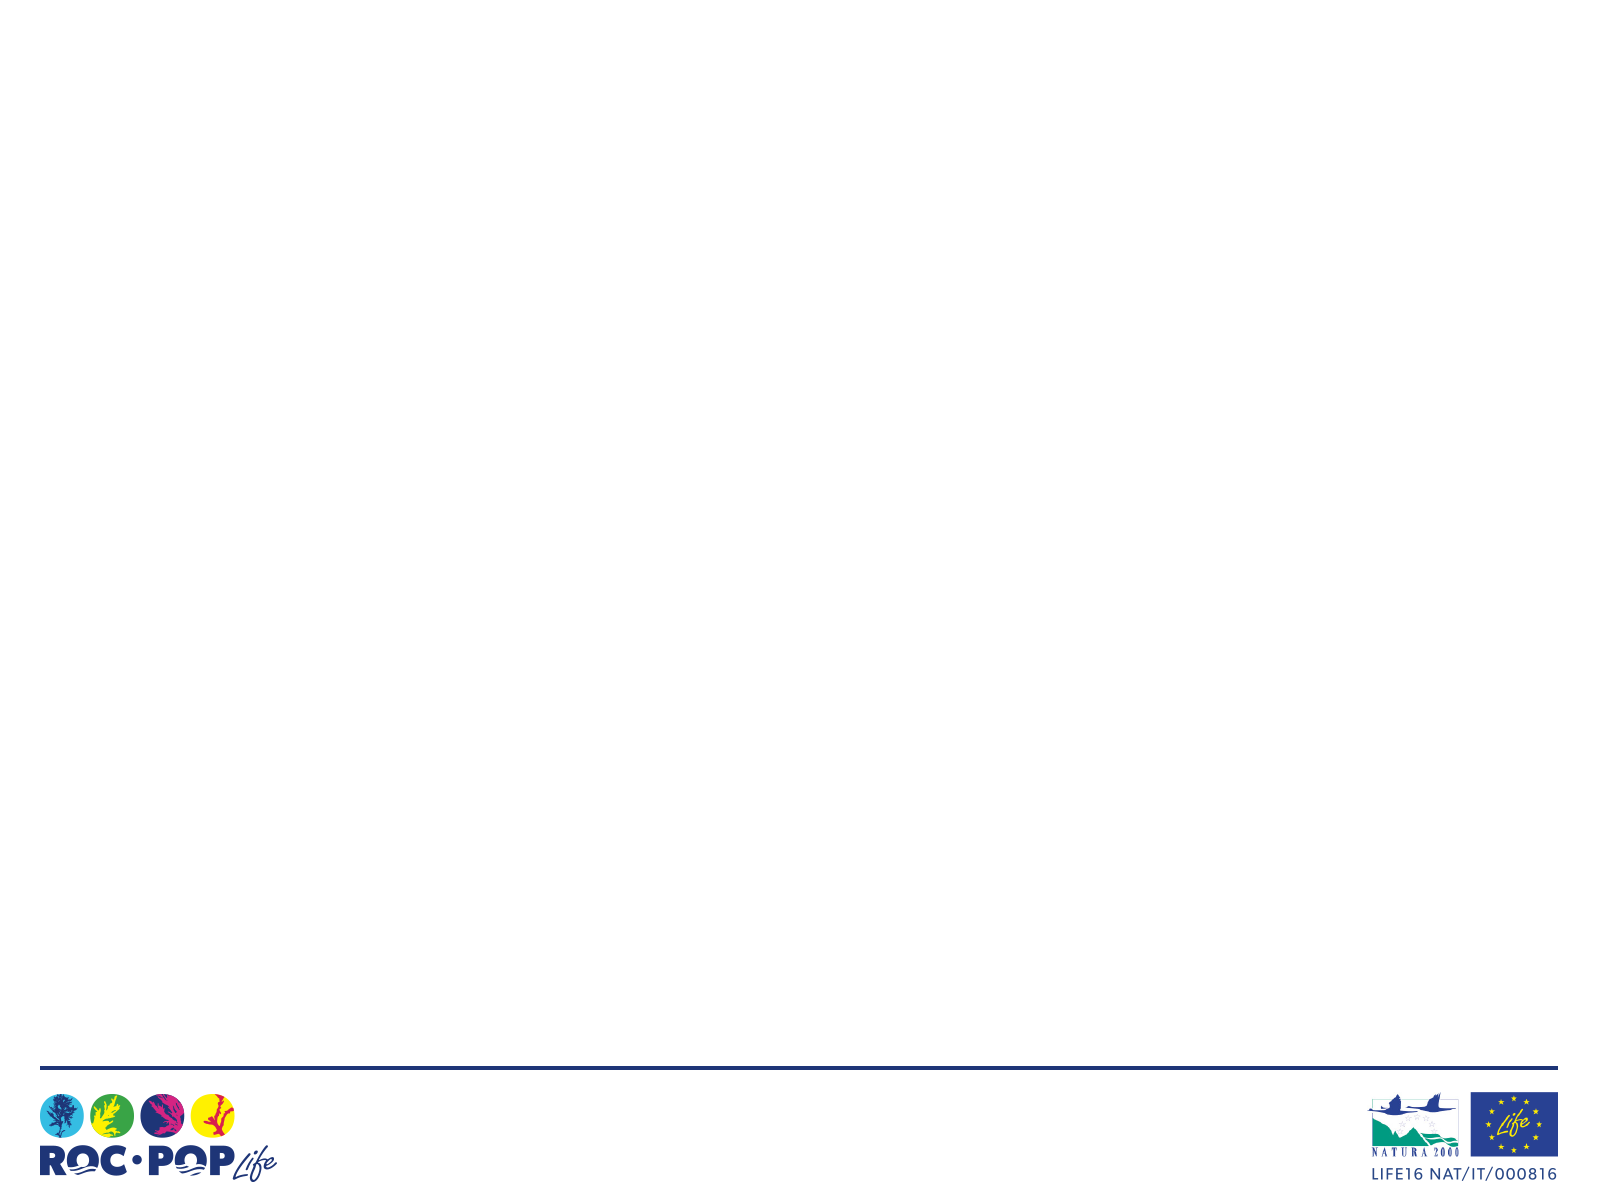 ROC·POP Life
NATURA 2000
Life
LIFE16 NAT/IT/000816